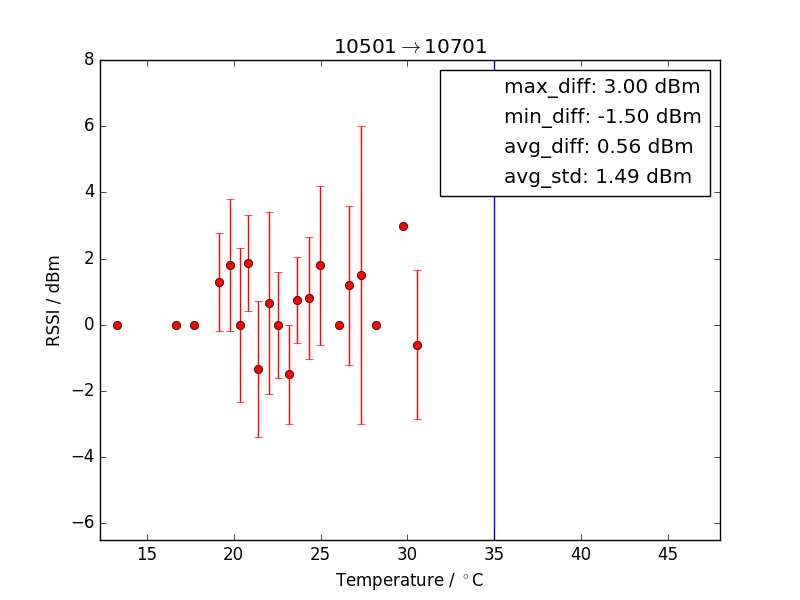 10501→10701
max_diff: 3.00 dBm
min_diff: -1.50 dBm
avg_diff: 0.56 dBm
avg_std: 1.49 dBm
RSSI / dBm
8
6
4
2
0
−2
−4
−6
15 20 25 30 35 40 45
Temperature / °C